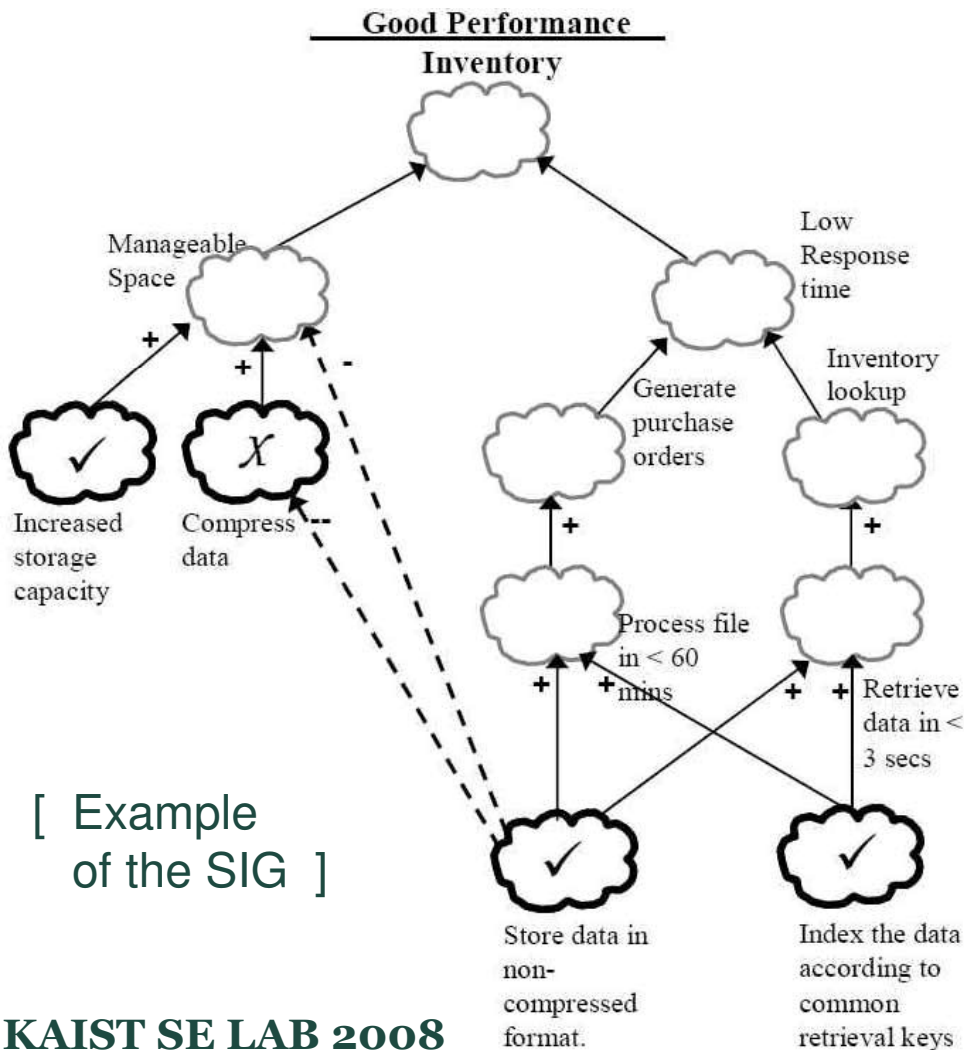 Good Performance
Inventory
Manageable
Space
Low
Response
time
+
+
-
Generate
purchase
orders
Inventory
lookup
✓
X
Increased
storage
capacity
Compress
data
--
+
+
Process file
in < 60
mins
+
+
+
+
Retrieve
data in <
3 secs
[ Example
of the SIG ]
✓
✓
Store data in
non-
compressed
format.
Index the data
according to
common
retrieval keys
KAIST SE LAB 2008